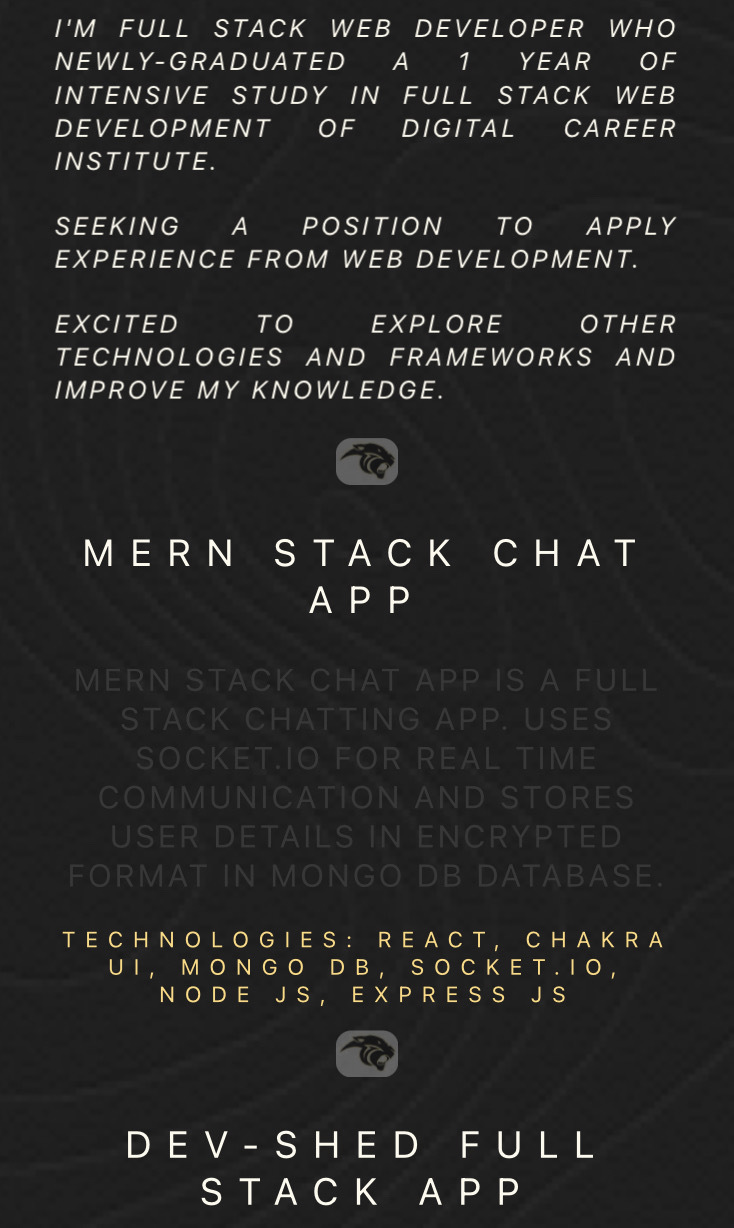 I'M FULL STACK WEB DEVELOPER WHO
NEWLY-GRADUATED A 1 YEAR OF
INTENSIVE STUDY IN FULL STACK WEB
DEVELOPMENT OF DIGITAL CAREER
INSTITUTE.
SEEKING A POSITION TO APPLY
EXPERIENCE FROM WEB DEVELOPMENT.
EXCITED TO EXPLORE OTHER
TECHNOLOGIES AND FRAMEWORKS AND
IMPROVE MY KNOWLEDGE.
MERN STACK CHAT
APP
MERN STACK CHAT APP IS A FULL
STACK CHATTING APP. USES
SOCKET.IO FOR REAL TIME
COMMUNICATION AND STORES
USER DETAILS IN ENCRYPTED
FORMAT IN MONGO DB DATABASE.
TECHNOLOGIES: REACT, CHAKRA
UI, MONGO DB, SOCKET.IO,
NODE JS, EXPRESS JS
DEV-SHED FULL
STACK APP